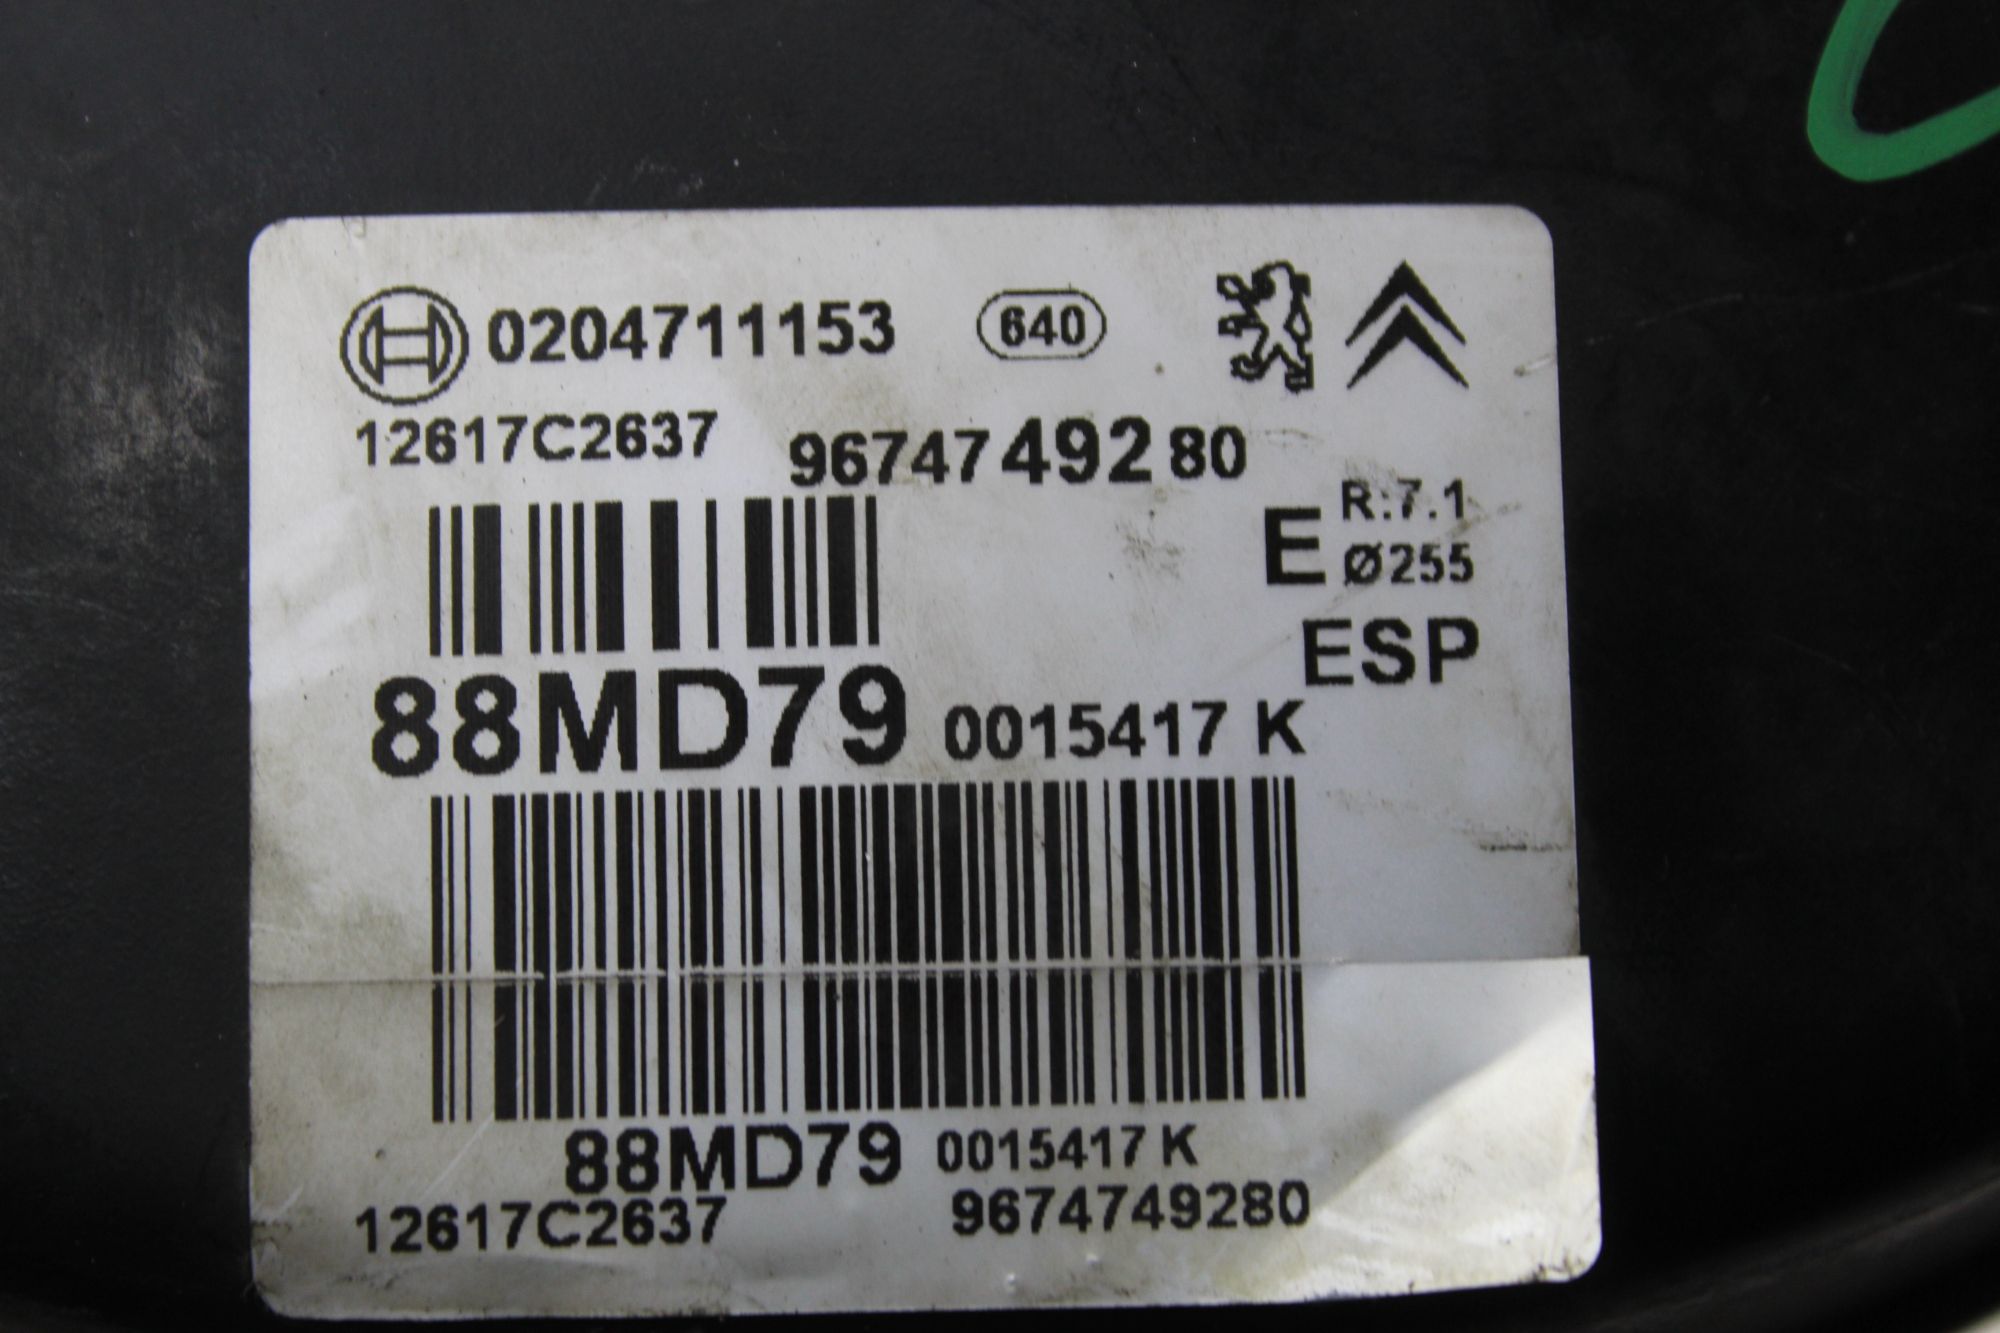 0204711153 640
12617C2637 9674749280
E R:7.1
Ø255
ESP
88MD79 0015417 K
88MD79 0015417 K
12617C2637 9674749280